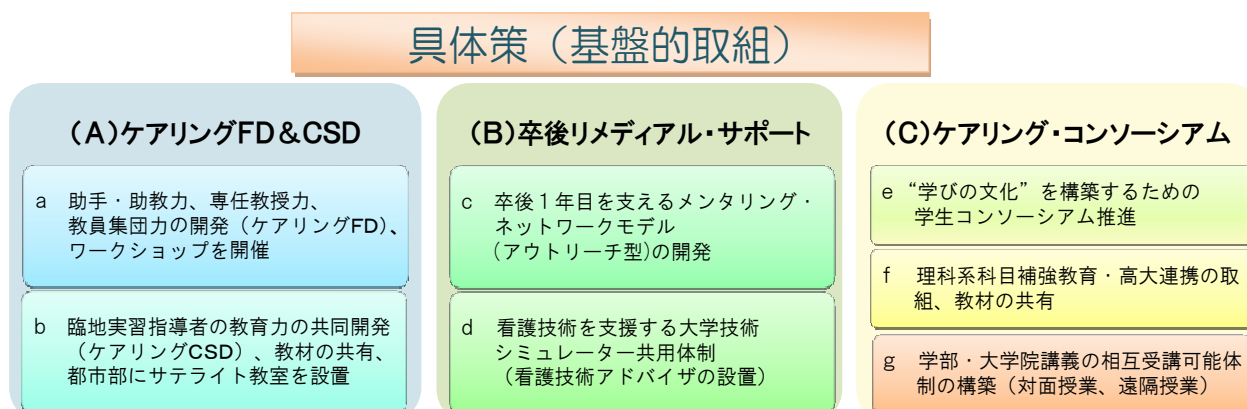 具体策（基盤的取組）
（A）ケアリングFD＆CSD
a　助手・助教力、専任教授力、
教員集団力の開発（ケアリングFD）、
ワークショップを開催
b　臨地実習指導者の教育力の共同開発
（ケアリングCSD）、教材の共有、
都市部にサテライト教室を設置
（B）卒後リメディアル・サポート
c　卒後１年目を支えるメンタリング・
ネットワークモデル
(アウトリーチ型)の開発
d　看護技術を支援する大学技術
シミュレーター共用体制
（看護技術アドバイザの設置）
（C）ケアリング・コンソーシアム
e　“学びの文化”を構築するための
学生コンソーシアム推進
f　理科系科目補強教育・高大連携の取
組、教材の共有
g　学部・大学院講義の相互受講可能体
制の構築（対面授業、遠隔授業）